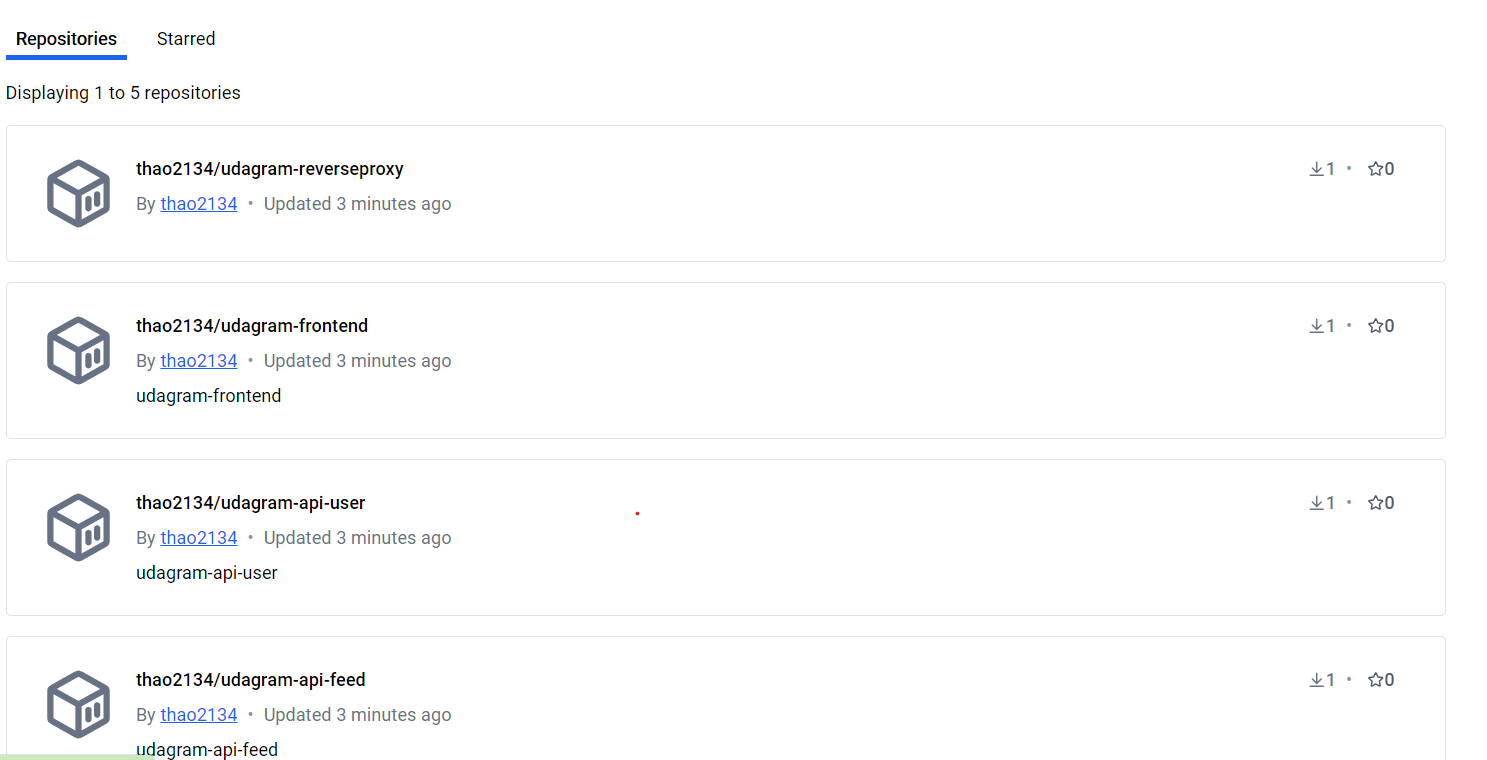 Repositories Starred
Displaying 1 to 5 repositories
thao2134/udagram-reverseproxy 1 • 0
By thao2134 • Updated 3 minutes ago
thao2134/udagram-frontend 1 • 0
By thao2134 • Updated 3 minutes ago
udagram-frontend
thao2134/udagram-api-user 1 • 0
By thao2134 • Updated 3 minutes ago
udagram-api-user
thao2134/udagram-api-feed 1 • 0
By thao2134 • Updated 3 minutes ago
udagram-api-feed